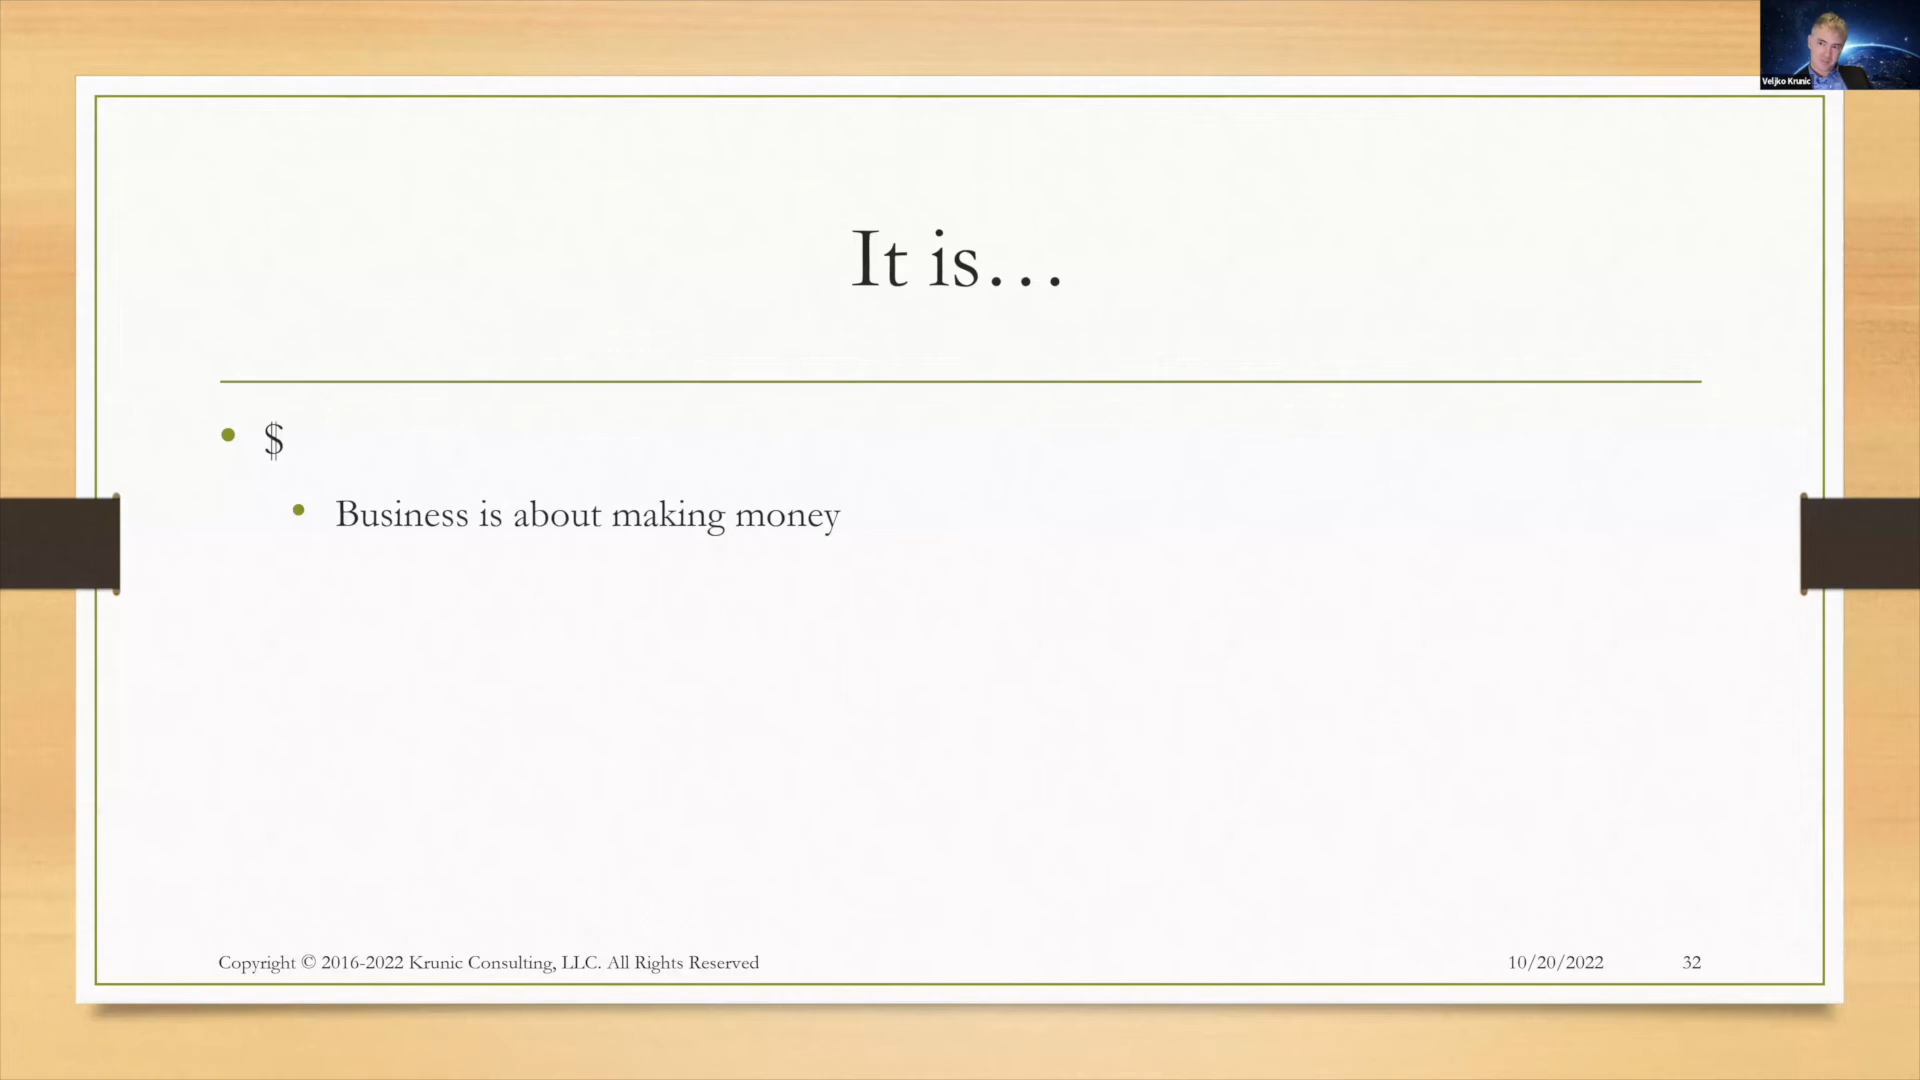 Veljko Krunic
It is…
• $
• Business is about making money
Copyright © 2016-2022 Krunic Consulting, LLC. All Rights Reserved
10/20/2022
32